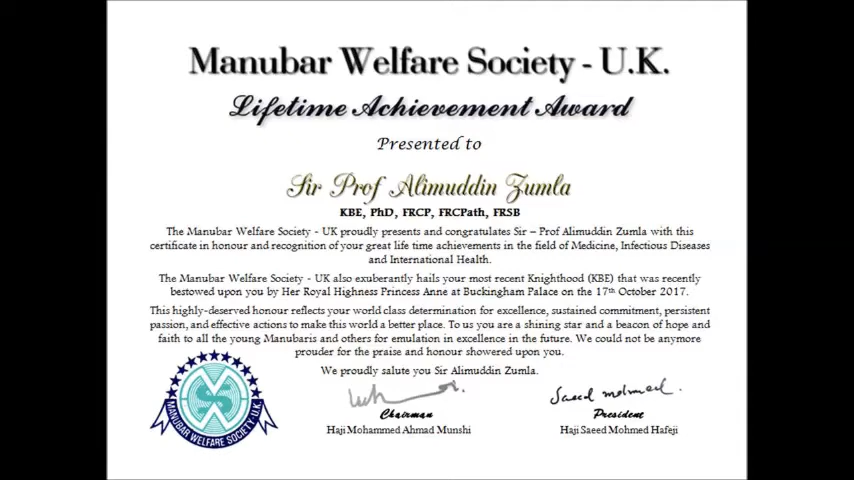 Manubar Welfare Society - U.K.
Lifetime Achievement Award
Presented to
Sir Prof Alimuddin Zumla
KBE, PhD, FRCP, FRCPath, FRSB
The Manubar Welfare Society - UK proudly presents and congratulates Sir – Prof Alimuddin Zumla with this
certificate in honour and recognition of your great life time achievements in the field of Medicine, Infectious Diseases
and International Health.
The Manubar Welfare Society - UK also exuberantly hails your most recent Knighthood (KBE) that was recently
bestowed upon you by Her Royal Highness Princess Anne at Buckingham Palace on the 17th October 2017.
This highly-deserved honour reflects your world class determination for excellence, sustained commitment, persistent
passion, and effective actions to make this world a better place. To us you are a shining star and a beacon of hope and
faith to all the young Manubaris and others for emulation in excellence in the future. We could not be anymore
prouder for the praise and honour showered upon you.
We proudly salute you Sir Alimuddin Zumla.
Saeed mohmed
Chairman
President
Haji Mohammed Ahmad Munshi
Haji Saeed Mohmed Hafeji
MANUBAR WELFARE SOCIETY-U.K